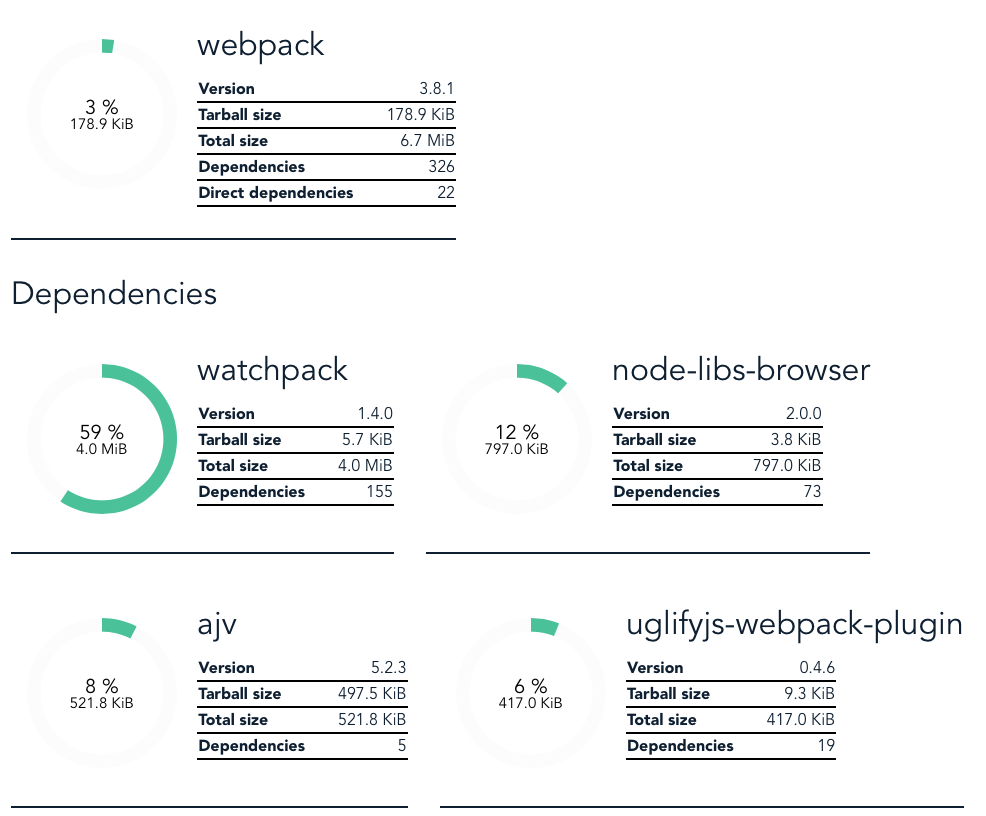 webpack
3 %
178.9 KiB
Version 3.8.1
Tarball size 178.9 KiB
Total size 6.7 MiB
Dependencies 326
Direct dependencies 22
Dependencies
watchpack
59 %
4.0 MiB
Version 1.4.0
Tarball size 5.7 KiB
Total size 4.0 MiB
Dependencies 155
node-libs-browser
12 %
797.0 KiB
Version 2.0.0
Tarball size 3.8 KiB
Total size 797.0 KiB
Dependencies 73
ajv
8 %
521.8 KiB
Version 5.2.3
Tarball size 497.5 KiB
Total size 521.8 KiB
Dependencies 5
uglifyjs-webpack-plugin
6 %
417.0 KiB
Version 0.4.6
Tarball size 9.3 KiB
Total size 417.0 KiB
Dependencies 19